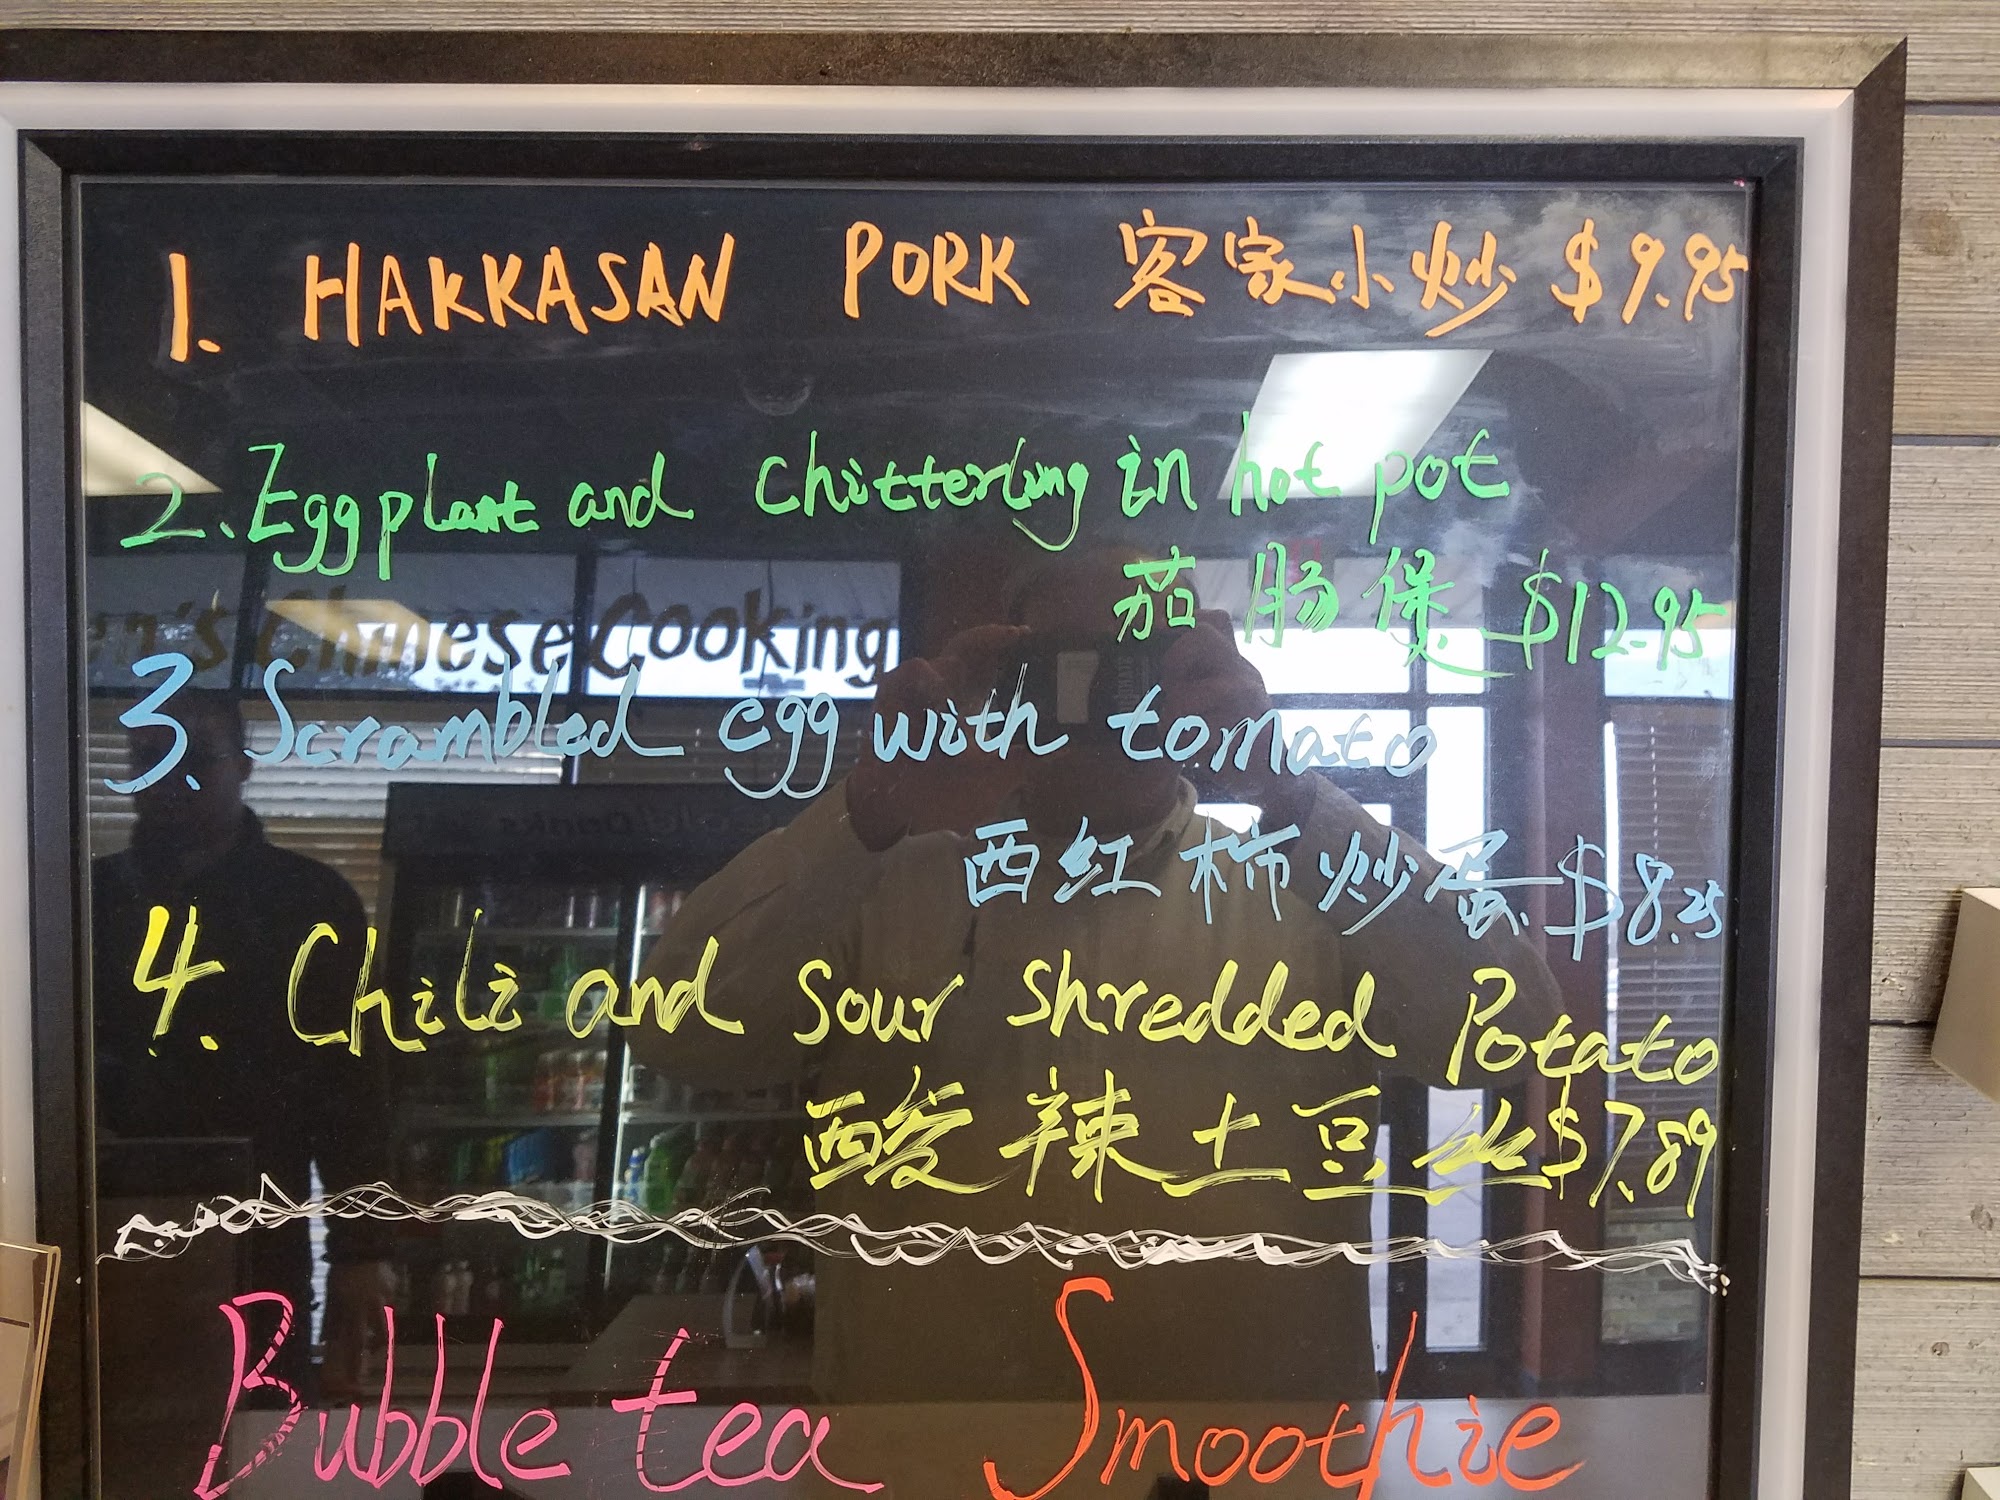 1. HAKKASAN PORK 客家小炒 $9.95
2. Eggplant and chitterling in hot pot
茄肠煲 $12.95
's Chinese Cooking
3. Scrambled egg with tomato
西红柿炒蛋 $8.25
4. Chili and sour shredded Potato
酸辣土豆丝 $7.89
Bubble tea Smoothie